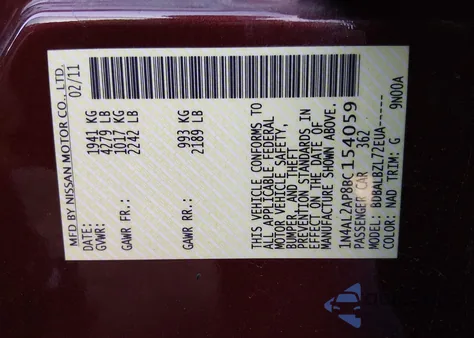 MFD BY NISSAN MOTOR CO., LTD.
DATE: 02/11
GVWR: 1941 KG
4279 LB
GAWR FR.: 1017 KG
2242 LB
GAWR RR.: 993 KG
2189 LB
THIS VEHICLE CONFORMS TO
ALL APPLICABLE FEDERAL
MOTOR VEHICLE SAFETY,
BUMPER, AND THEFT
PREVENTION STANDARDS IN
EFFECT ON THE DATE OF
MANUFACTURE SHOWN ABOVE.
1N4AL2AP8BC154059
PASSENGER CAR 362
MODEL: BDBALBZL77EUA-----
COLOR: NAD TRIM: G 9N00A